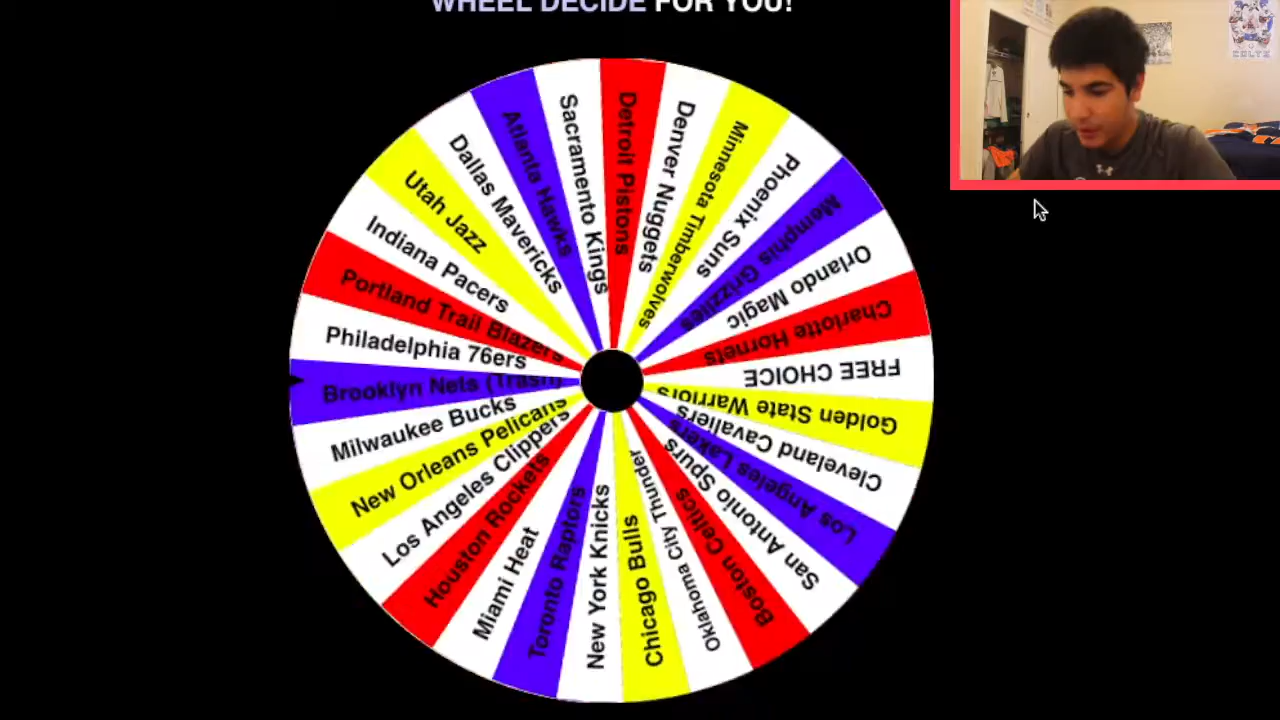 WHEEL DECIDE FOR YOU!
Detroit Pistons
Denver Nuggets
Minnesota Timberwolves
Phoenix Suns
Memphis Grizzlies
Orlando Magic
Charlotte Hornets
FREE CHOICE
Golden State Warriors
Cleveland Cavaliers
Los Angeles Lakers
San Antonio Spurs
Boston Celtics
Oklahoma City Thunder
Chicago Bulls
New York Knicks
Toronto Raptors
Miami Heat
Houston Rockets
Los Angeles Clippers
New Orleans Pelicans
Milwaukee Bucks
Brooklyn Nets (Trash)
Philadelphia 76ers
Portland Trail Blazers
Indiana Pacers
Utah Jazz
Dallas Mavericks
Atlanta Hawks
Sacramento Kings